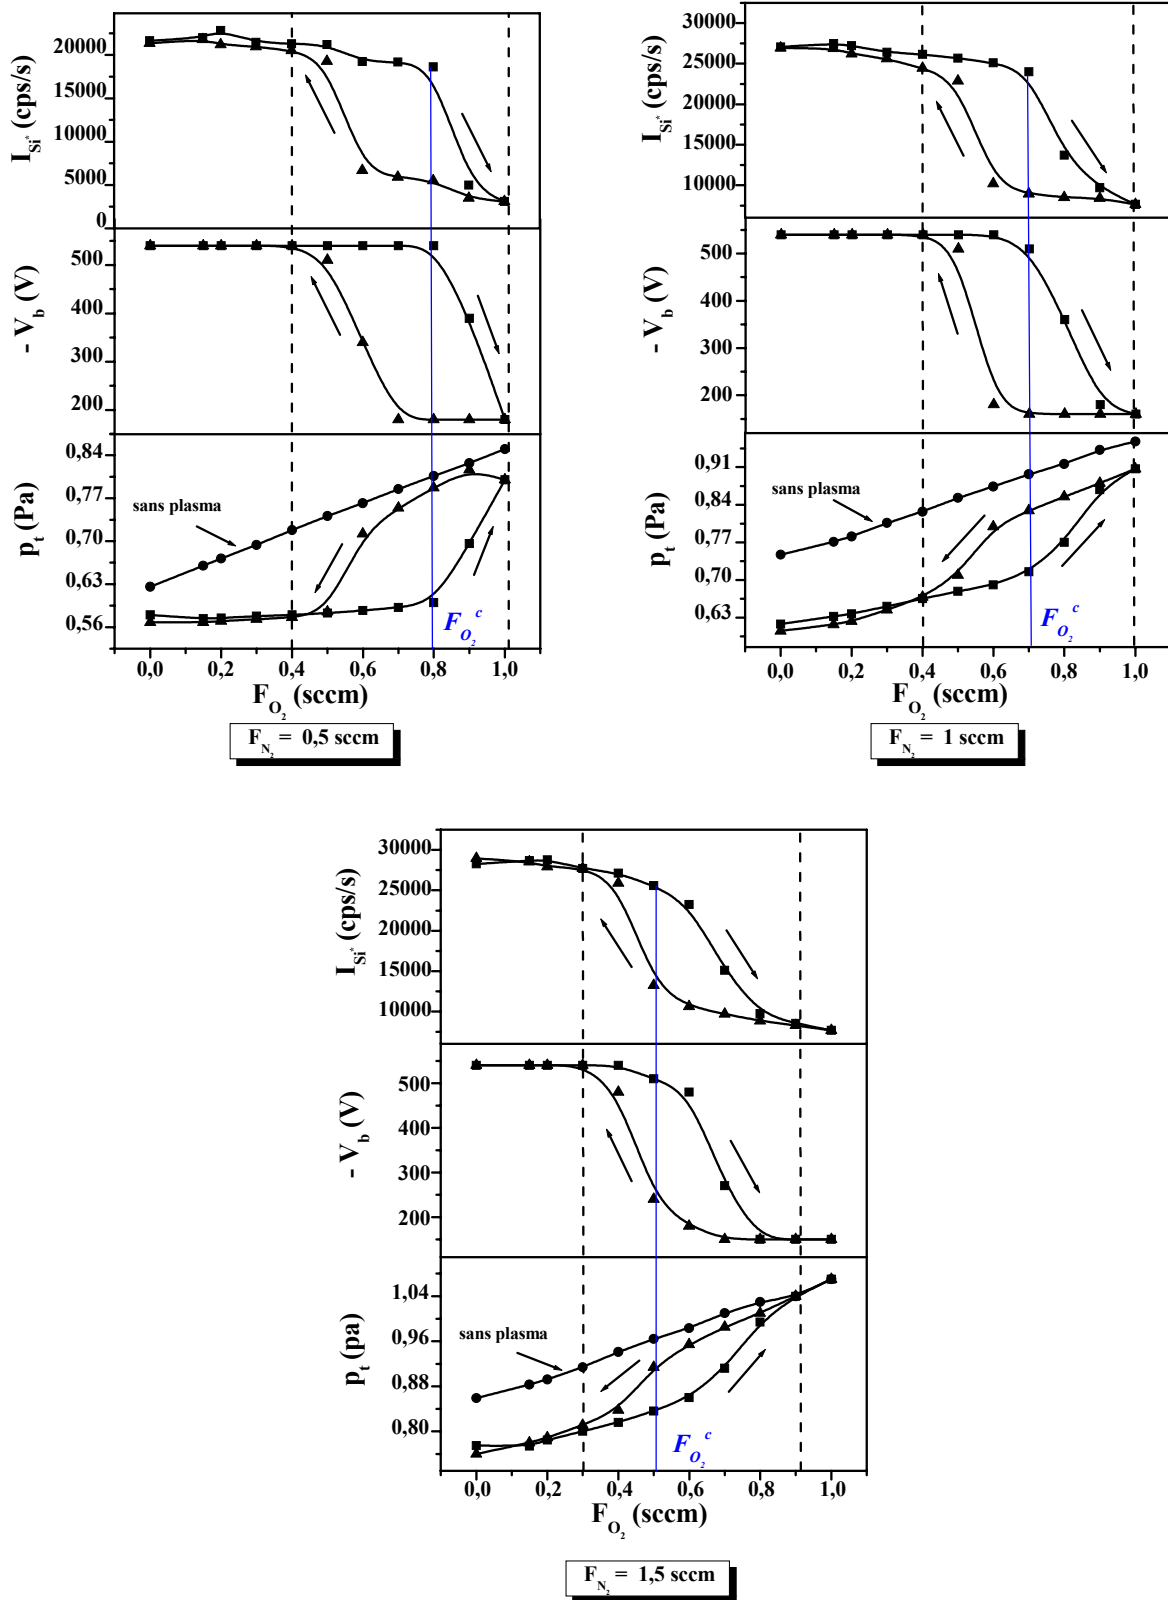 I_Si* (cps/s)
20000
15000
10000
5000
0
- V_b (V)
500
400
300
200
p_t (Pa)
0,84
0,77
0,70
0,63
0,56
sans plasma
F_O2^c
0,0 0,2 0,4 0,6 0,8 1,0
F_O2 (sccm)
F_N2 = 0,5 sccm
I_Si* (cps/s)
30000
25000
20000
15000
10000
- V_b (V)
500
400
300
200
p_t (Pa)
0,91
0,84
0,77
0,70
0,63
sans plasma
F_O2^c
0,0 0,2 0,4 0,6 0,8 1,0
F_O2 (sccm)
F_N2 = 1 sccm
I_Si* (cps/s)
30000
25000
20000
15000
10000
- V_b (V)
500
400
300
200
p_t (pa)
1,04
0,96
0,88
0,80
sans plasma
F_O2^c
0,0 0,2 0,4 0,6 0,8 1,0
F_O2 (sccm)
F_N2 = 1,5 sccm